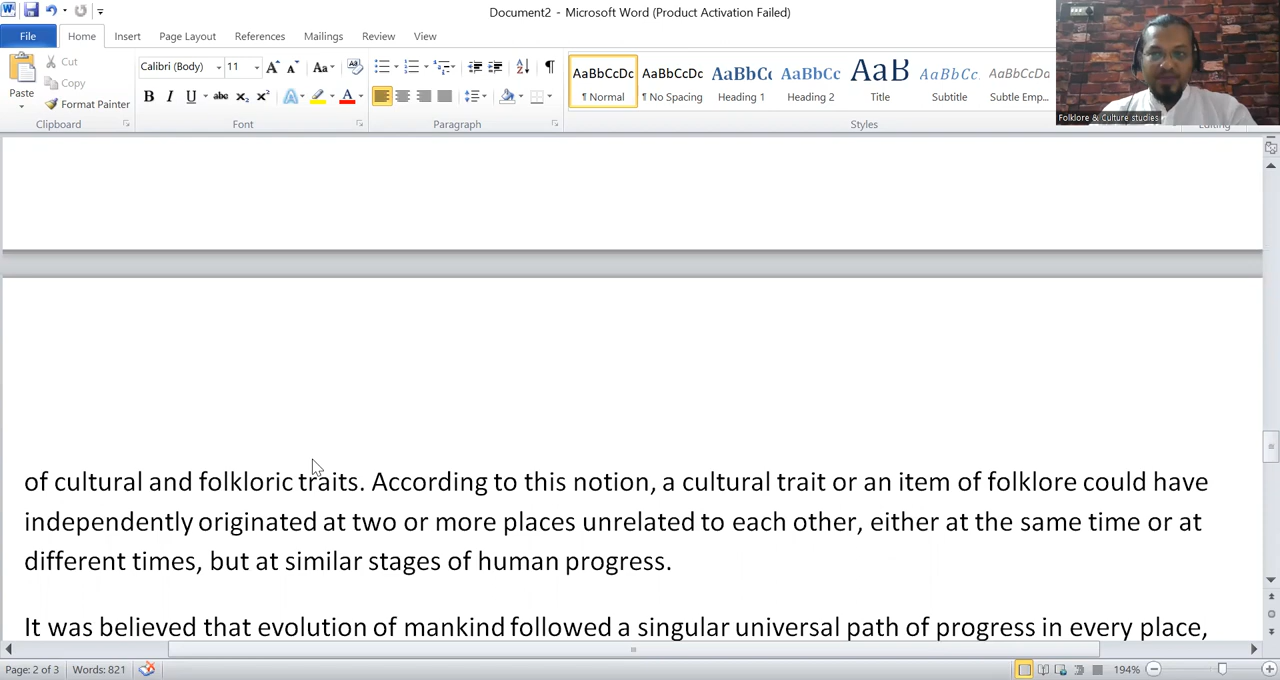 Document2 - Microsoft Word (Product Activation Failed)
File Home Insert Page Layout References Mailings Review View
Cut
Copy
Format Painter
Paste
Clipboard
Calibri (Body) 11
Font
Paragraph
AaBbCcDc AaBbCcDc AaBbCc AaBbCc AaB AaBbCc. AaBbCcDa
¶ Normal ¶ No Spacing Heading 1 Heading 2 Title Subtitle Subtle Emp...
Styles
Editing
Folklore & Culture studies
of cultural and folkloric traits. According to this notion, a cultural trait or an item of folklore could have
independently originated at two or more places unrelated to each other, either at the same time or at
different times, but at similar stages of human progress.
It was believed that evolution of mankind followed a singular universal path of progress in every place,
Page: 2 of 3 Words: 821 194%